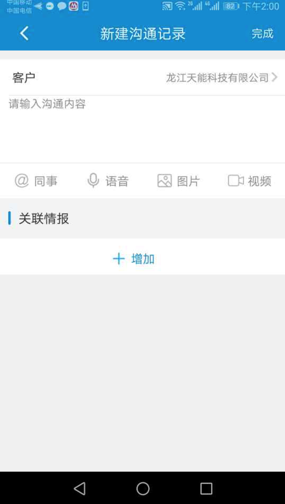 中国移动
中国电信
82
下午2:00
新建沟通记录
完成
客户 龙江天能科技有限公司
请输入沟通内容
同事 语音 图片 视频
关联情报
增加